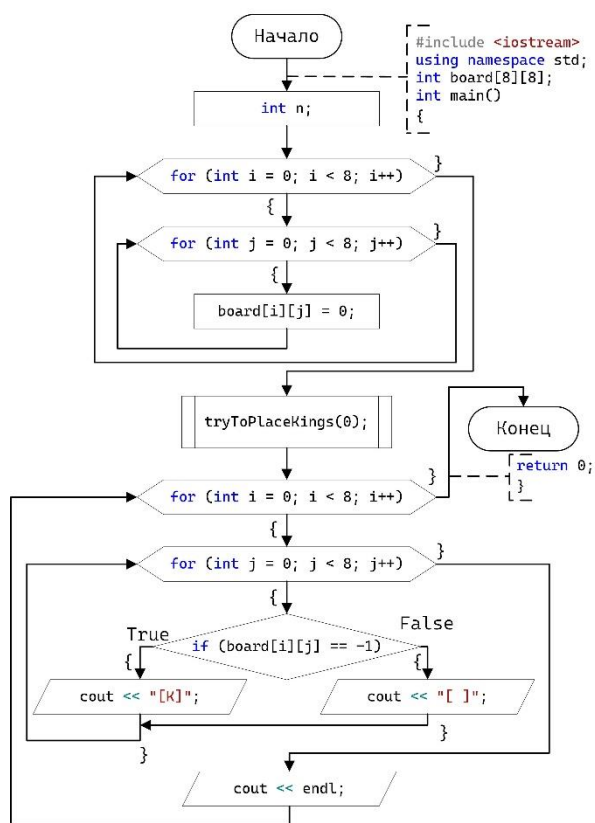 Начало
#include <iostream>
using namespace std;
int board[8][8];
int main()
{
int n;
for (int i = 0; i < 8; i++)
}
{
for (int j = 0; j < 8; j++)
}
{
board[i][j] = 0;
tryToPlaceKings(0);
Конец
return 0;
}
for (int i = 0; i < 8; i++)
}
{
for (int j = 0; j < 8; j++)
}
{
True
if (board[i][j] == -1)
False
{
{
cout << "[K]";
cout << "[ ]";
}
}
cout << endl;